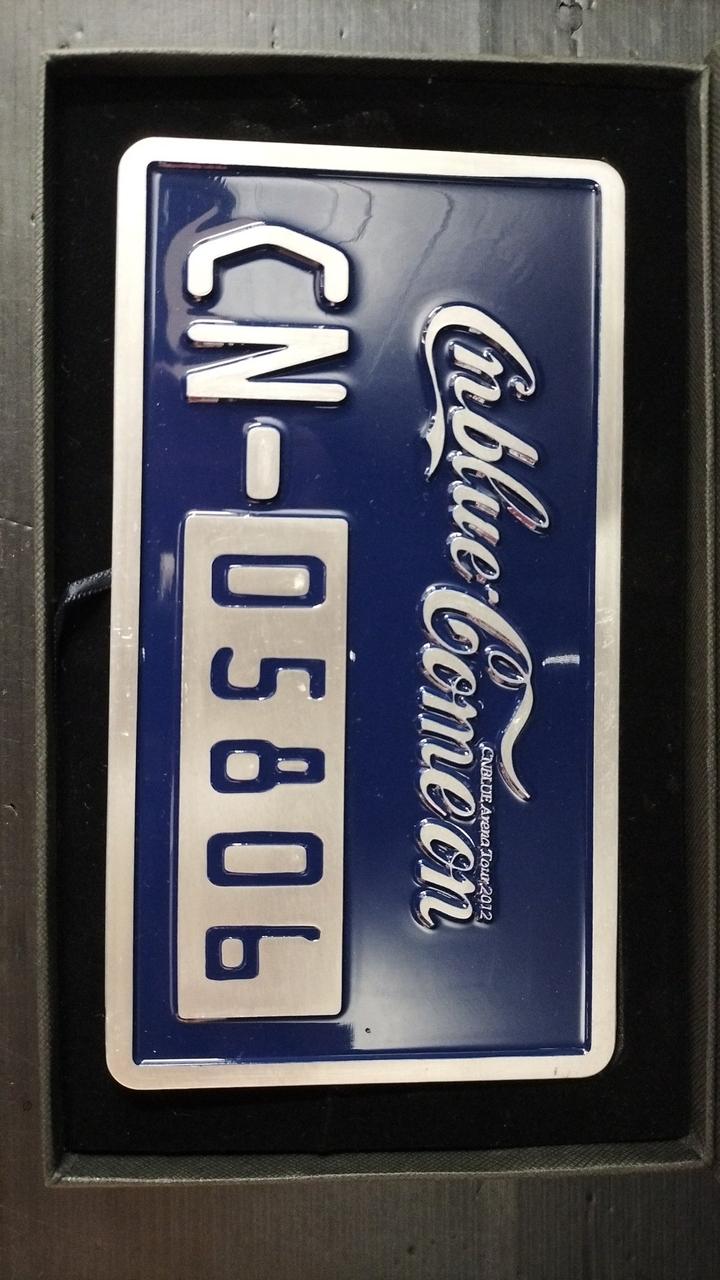 Cnblue Come on
CNBLUE Arena Tour 2012
CN-05806